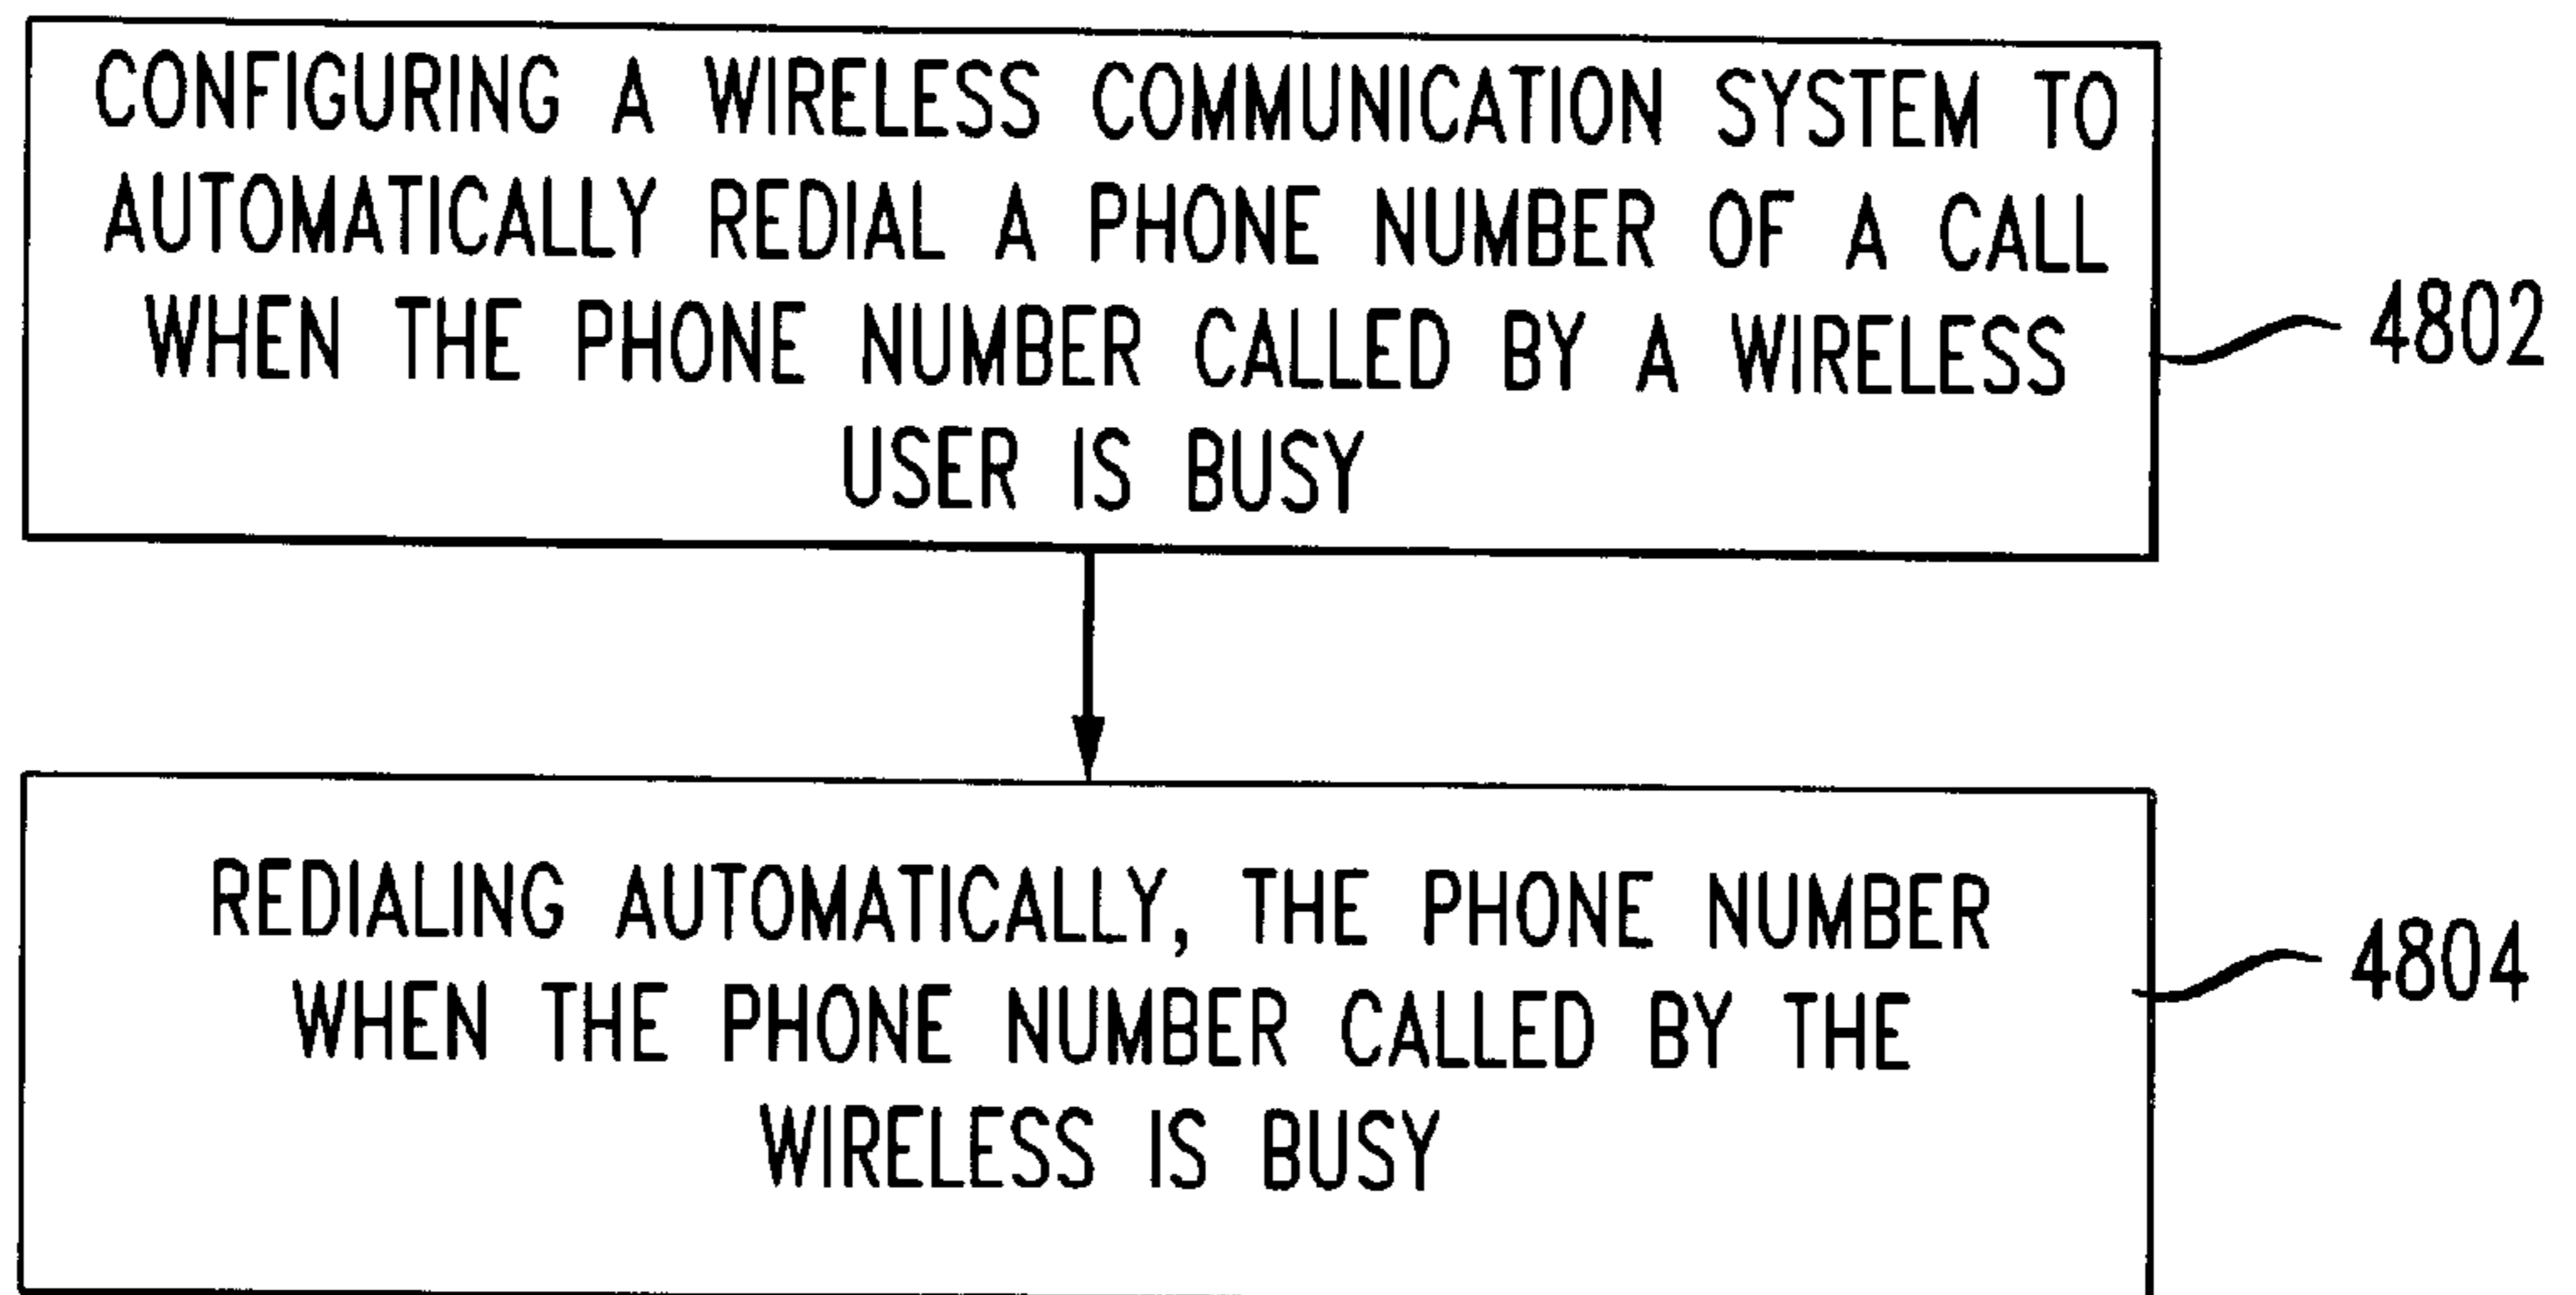 CONFIGURING A WIRELESS COMMUNICATION SYSTEM TO
AUTOMATICALLY REDIAL A PHONE NUMBER OF A CALL
WHEN THE PHONE NUMBER CALLED BY A WIRELESS
USER IS BUSY
4802
REDIALING AUTOMATICALLY, THE PHONE NUMBER
WHEN THE PHONE NUMBER CALLED BY THE
WIRELESS IS BUSY
4804